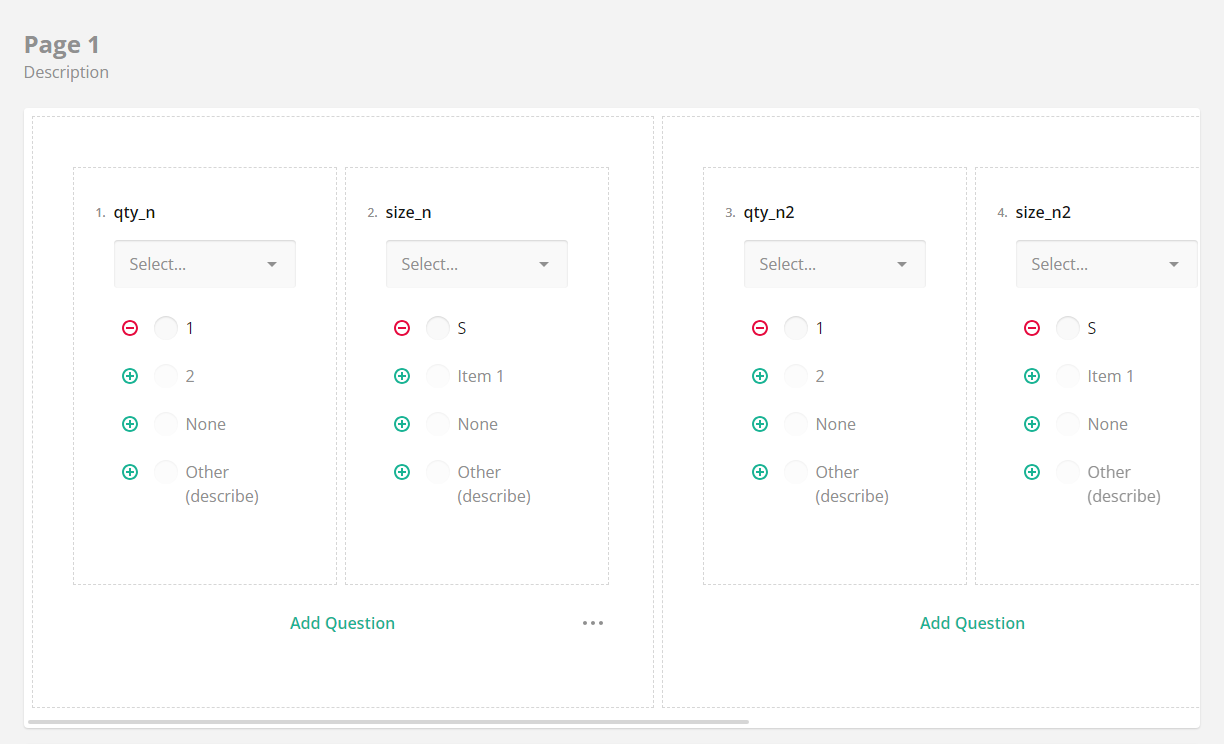 Page 1
Description
1. qty_n
Select...
1
2
None
Other
(describe)
2. size_n
Select...
S
Item 1
None
Other
(describe)
Add Question
3. qty_n2
Select...
1
2
None
Other
(describe)
4. size_n2
Select...
S
Item 1
None
Other
(describe)
Add Question